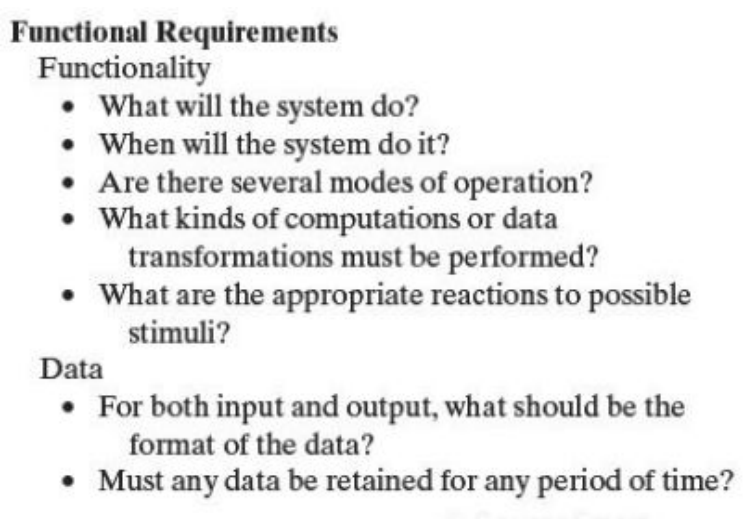 Functional Requirements
Functionality
• What will the system do?
• When will the system do it?
• Are there several modes of operation?
• What kinds of computations or data
transformations must be performed?
• What are the appropriate reactions to possible
stimuli?
Data
• For both input and output, what should be the
format of the data?
• Must any data be retained for any period of time?